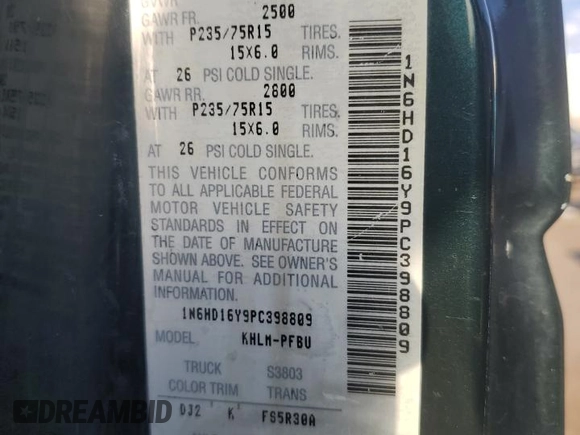 GVWR
GAWR FR. 2500
WITH P235/75R15 TIRES.
15X6.0 RIMS.
AT 26 PSI COLD SINGLE.
GAWR RR. 2800
WITH P235/75R15 TIRES.
15X6.0 RIMS.
AT 26 PSI COLD SINGLE.
THIS VEHICLE CONFORMS
TO ALL APPLICABLE FEDERAL
MOTOR VEHICLE SAFETY
STANDARDS IN EFFECT ON
THE DATE OF MANUFACTURE
SHOWN ABOVE. SEE OWNER'S
MANUAL FOR ADDITIONAL
INFORMATION.
1N6HD16Y9PC398809
MODEL. KHLM-PFBU
TRUCK S3803
COLOR TRIM TRANS
DJ2 K FS5R30A
1N6HD16Y9PC398809
DREAMBID